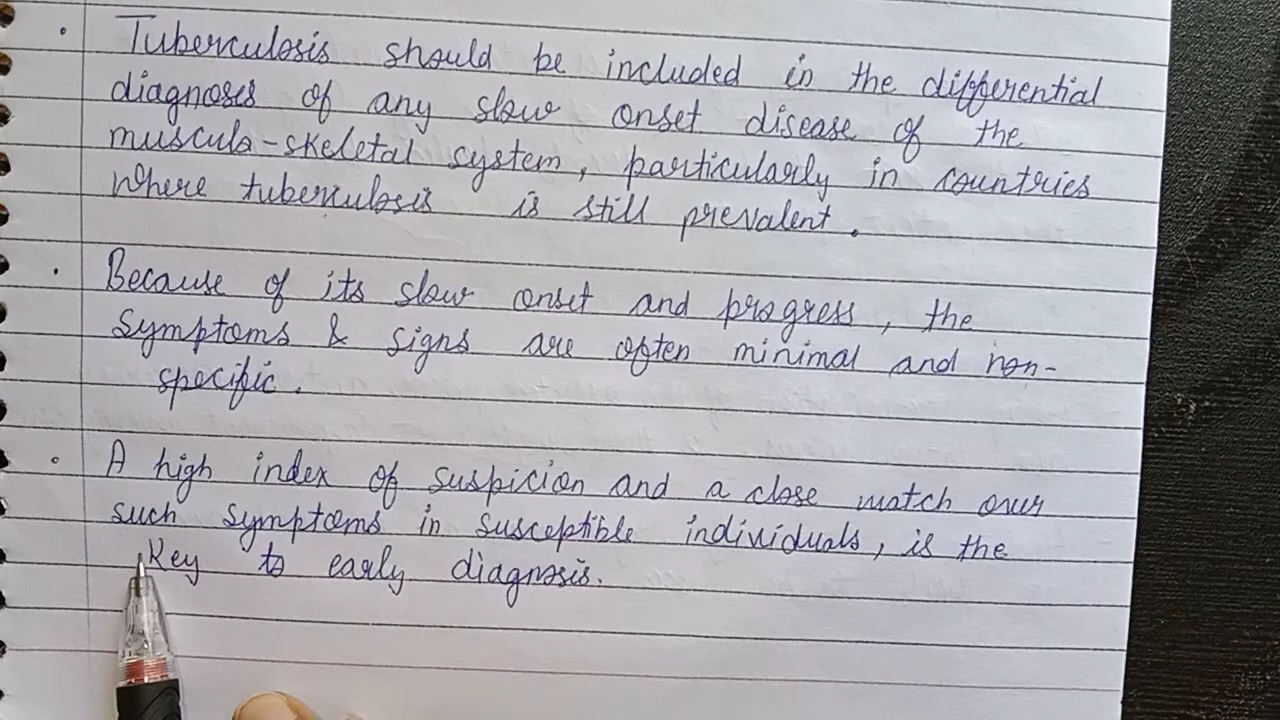 • Tuberculosis should be included in the differential
diagnoses of any slow onset disease of the
musculo-skeletal system, particularly in countries
where tuberculosis is still prevalent.
• Because of its slow onset and progress, the
symptoms & signs are often minimal and non-
specific.
• A high index of suspicion and a close watch over
such symptoms in susceptible individuals, is the
Key to early diagnosis.